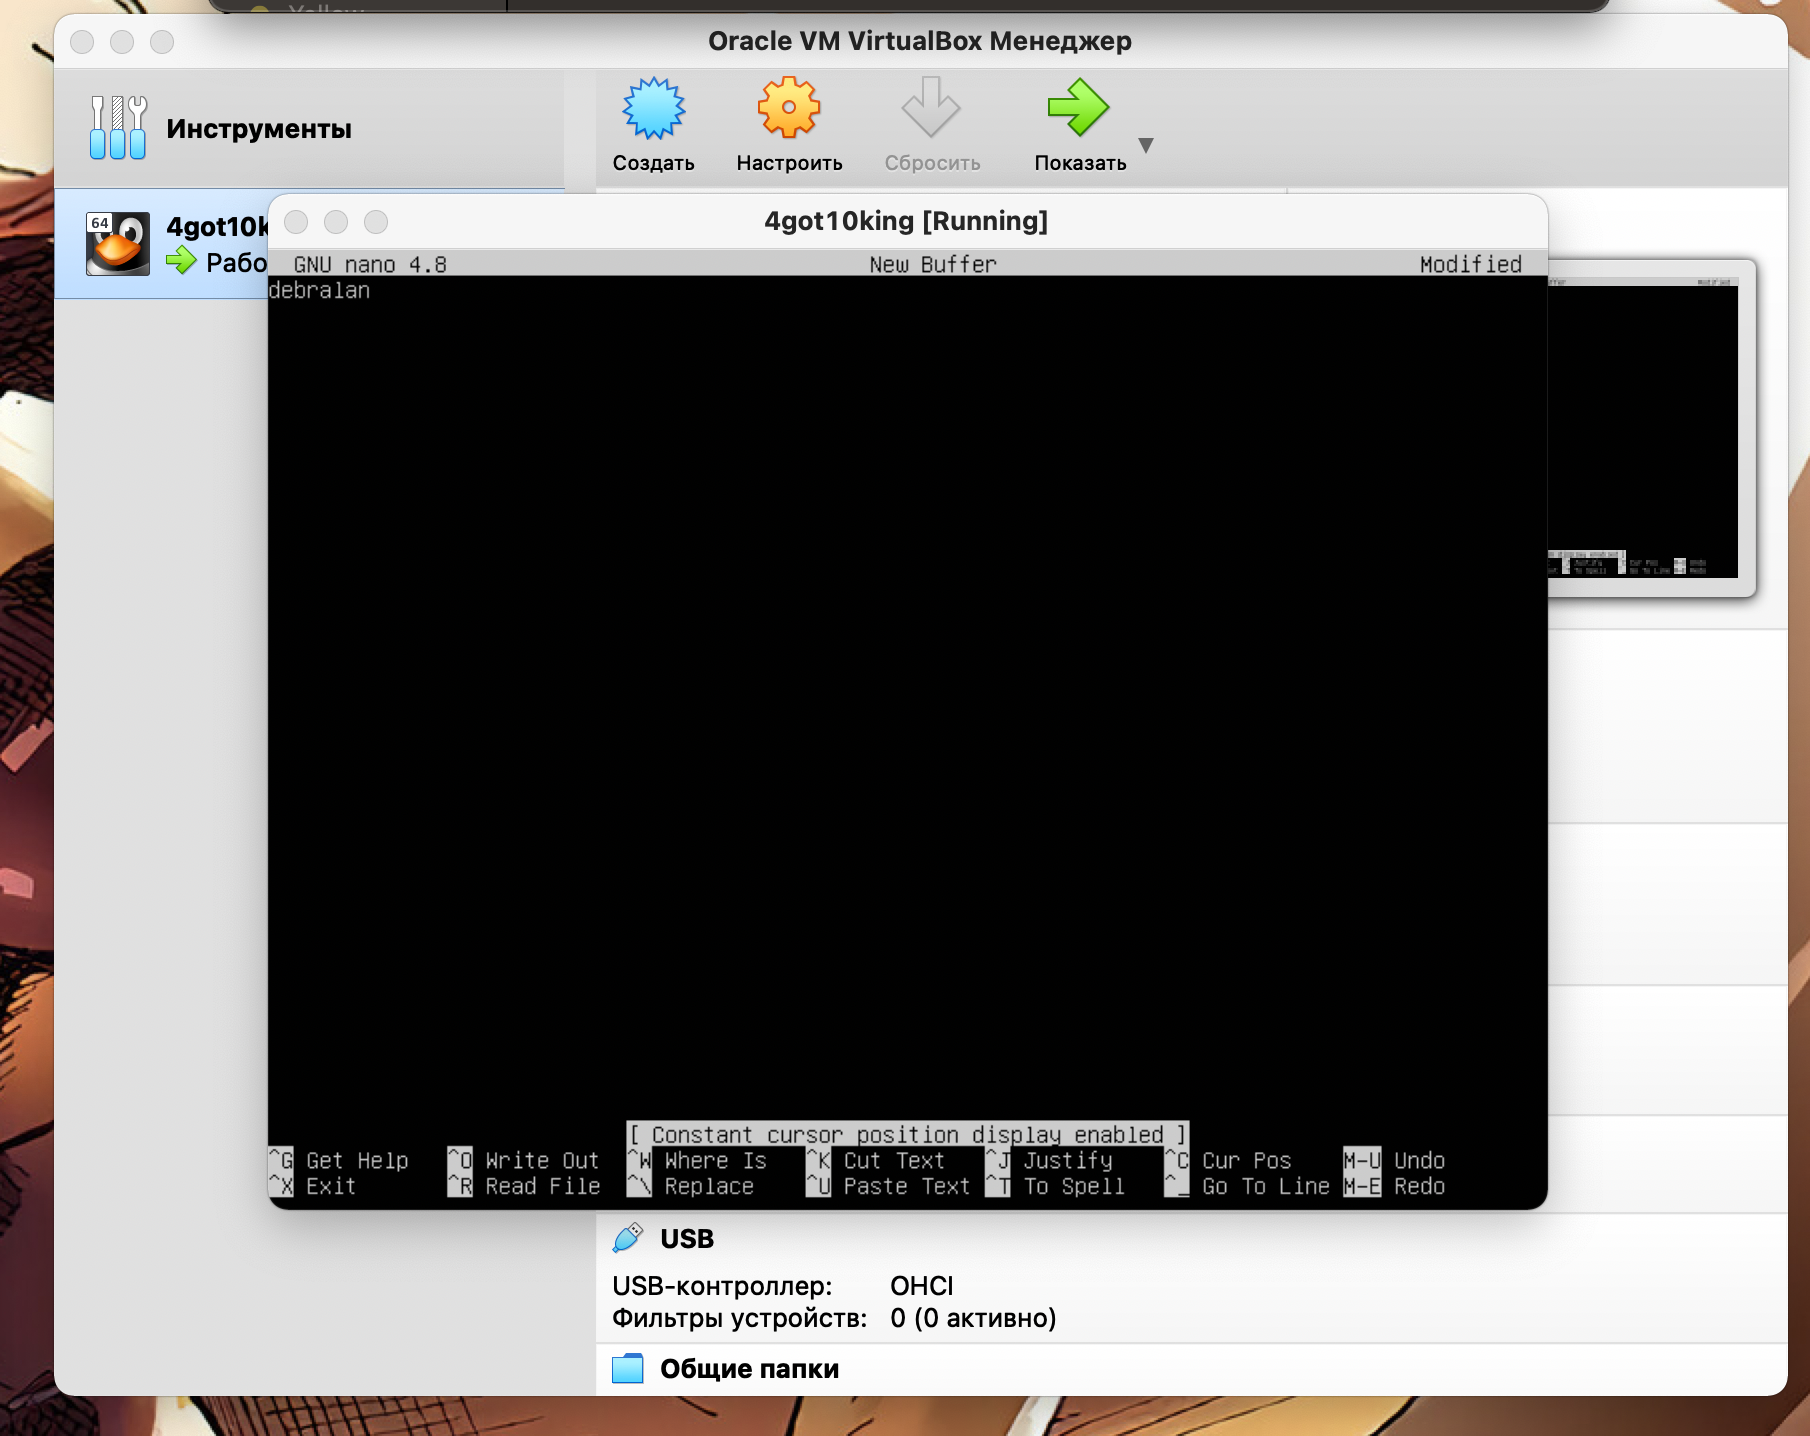 Yellow
Oracle VM VirtualBox Менеджер
Инструменты
Создать
Настроить
Сбросить
Показать
64
4got10k
Рабо
4got10king [Running]
GNU nano 4.8 New Buffer Modified
debralan
[ Constant cursor position display enabled ]
^G Get Help ^O Write Out ^W Where Is ^K Cut Text ^J Justify ^C Cur Pos M-U Undo
^X Exit ^R Read File ^\ Replace ^U Paste Text ^T To Spell ^_ Go To Line M-E Redo
USB
USB-контроллер: OHCI
Фильтры устройств: 0 (0 активно)
Общие папки